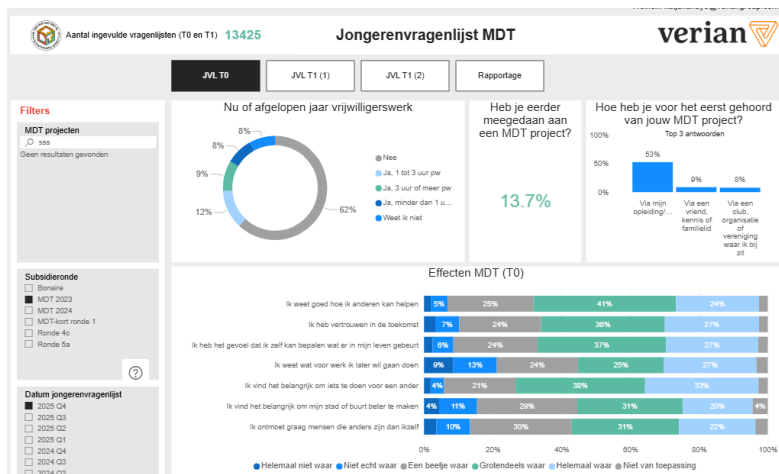 Aantal ingevulde vragenlijsten (T0 en T1) 13425
Jongerenvragenlijst MDT
verian
JVL T0
JVL T1 (1)
JVL T1 (2)
Rapportage
Filters
MDT projecten
sss
Geen resultaten gevonden
Subsidieronde
Bonaire
MDT 2023
MDT 2024
MDT-kort ronde 1
Ronde 4c
Ronde 5a
?
Datum jongerenvragenlijst
2025 Q4
2025 Q3
2025 Q2
2025 Q1
2024 Q4
2024 Q3
2024 Q2
Nu of afgelopen jaar vrijwilligerswerk
8%
8%
9%
12%
62%
Nee
Ja, 1 tot 3 uur pw
Ja, 3 uur of meer pw
Ja, minder dan 1 u...
Weet ik niet
Heb je eerder
meegedaan aan
een MDT project?
13.7%
Hoe heb je voor het eerst gehoord
van jouw MDT project?
Top 3 antwoorden
100%
50%
0%
53%
9%
8%
Via mijn
opleiding/...
Via een
vriend,
kennis of
familielid
Via een
club,
organisatie
of
vereniging
waar ik bij
zit
Effecten MDT (T0)
Ik weet goed hoe ik anderen kan helpen 5% 25% 41% 24%
Ik heb vertrouwen in de toekomst 7% 24% 36% 27%
Ik heb het gevoel dat ik zelf kan bepalen wat er in mijn leven gebeurt 6% 24% 37% 27%
Ik weet wat voor werk ik later wil gaan doen 9% 13% 24% 25% 27%
Ik vind het belangrijk om iets te doen voor een ander 4% 21% 38% 33%
Ik vind het belangrijk om mijn stad of buurt beter te maken 4% 11% 29% 31% 20% 4%
Ik ontmoet graag mensen die anders zijn dan ikzelf 10% 30% 31% 22%
0% 20% 40% 60% 80% 100%
Helemaal niet waar Niet echt waar Een beetje waar Grotendeels waar Helemaal waar Niet van toepassing